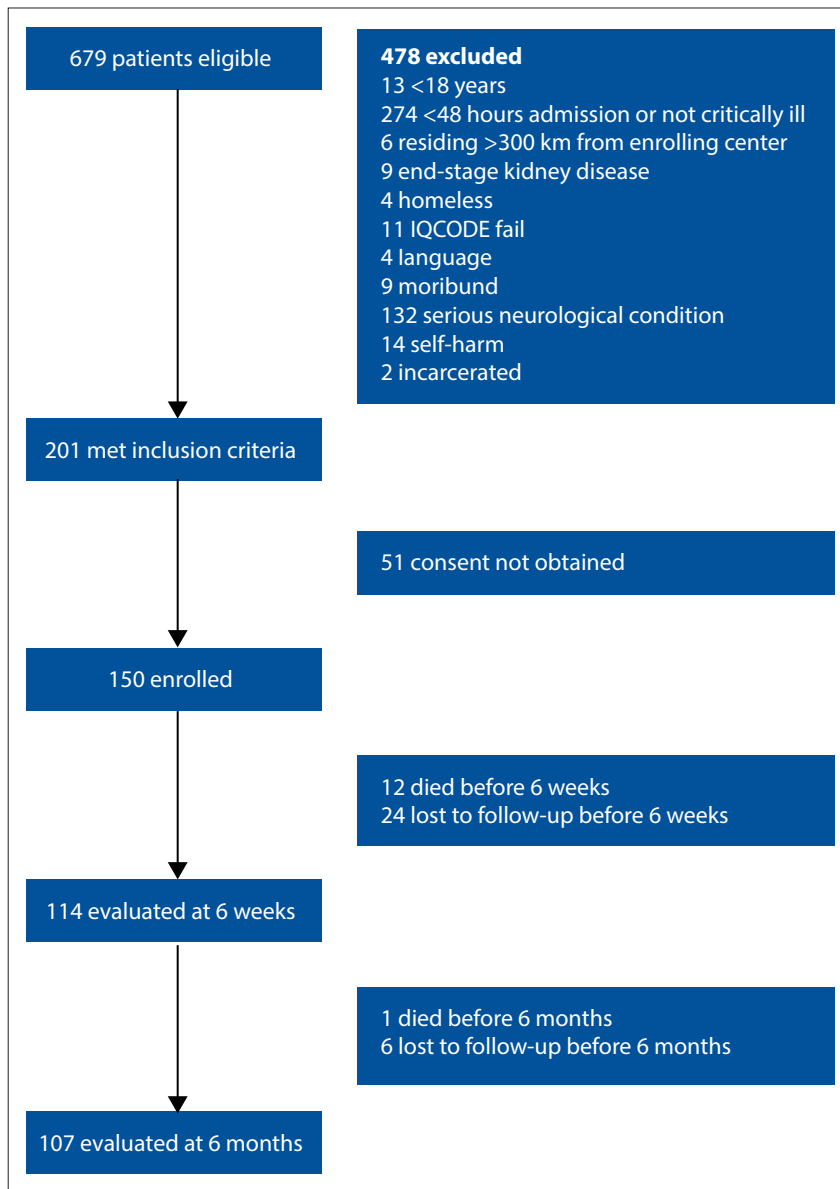 679 patients eligible
478 excluded
13 <18 years
274 <48 hours admission or not critically ill
6 residing >300 km from enrolling center
9 end-stage kidney disease
4 homeless
11 IQCODE fail
4 language
9 moribund
132 serious neurological condition
14 self-harm
2 incarcerated
201 met inclusion criteria
51 consent not obtained
150 enrolled
12 died before 6 weeks
24 lost to follow-up before 6 weeks
114 evaluated at 6 weeks
1 died before 6 months
6 lost to follow-up before 6 months
107 evaluated at 6 months